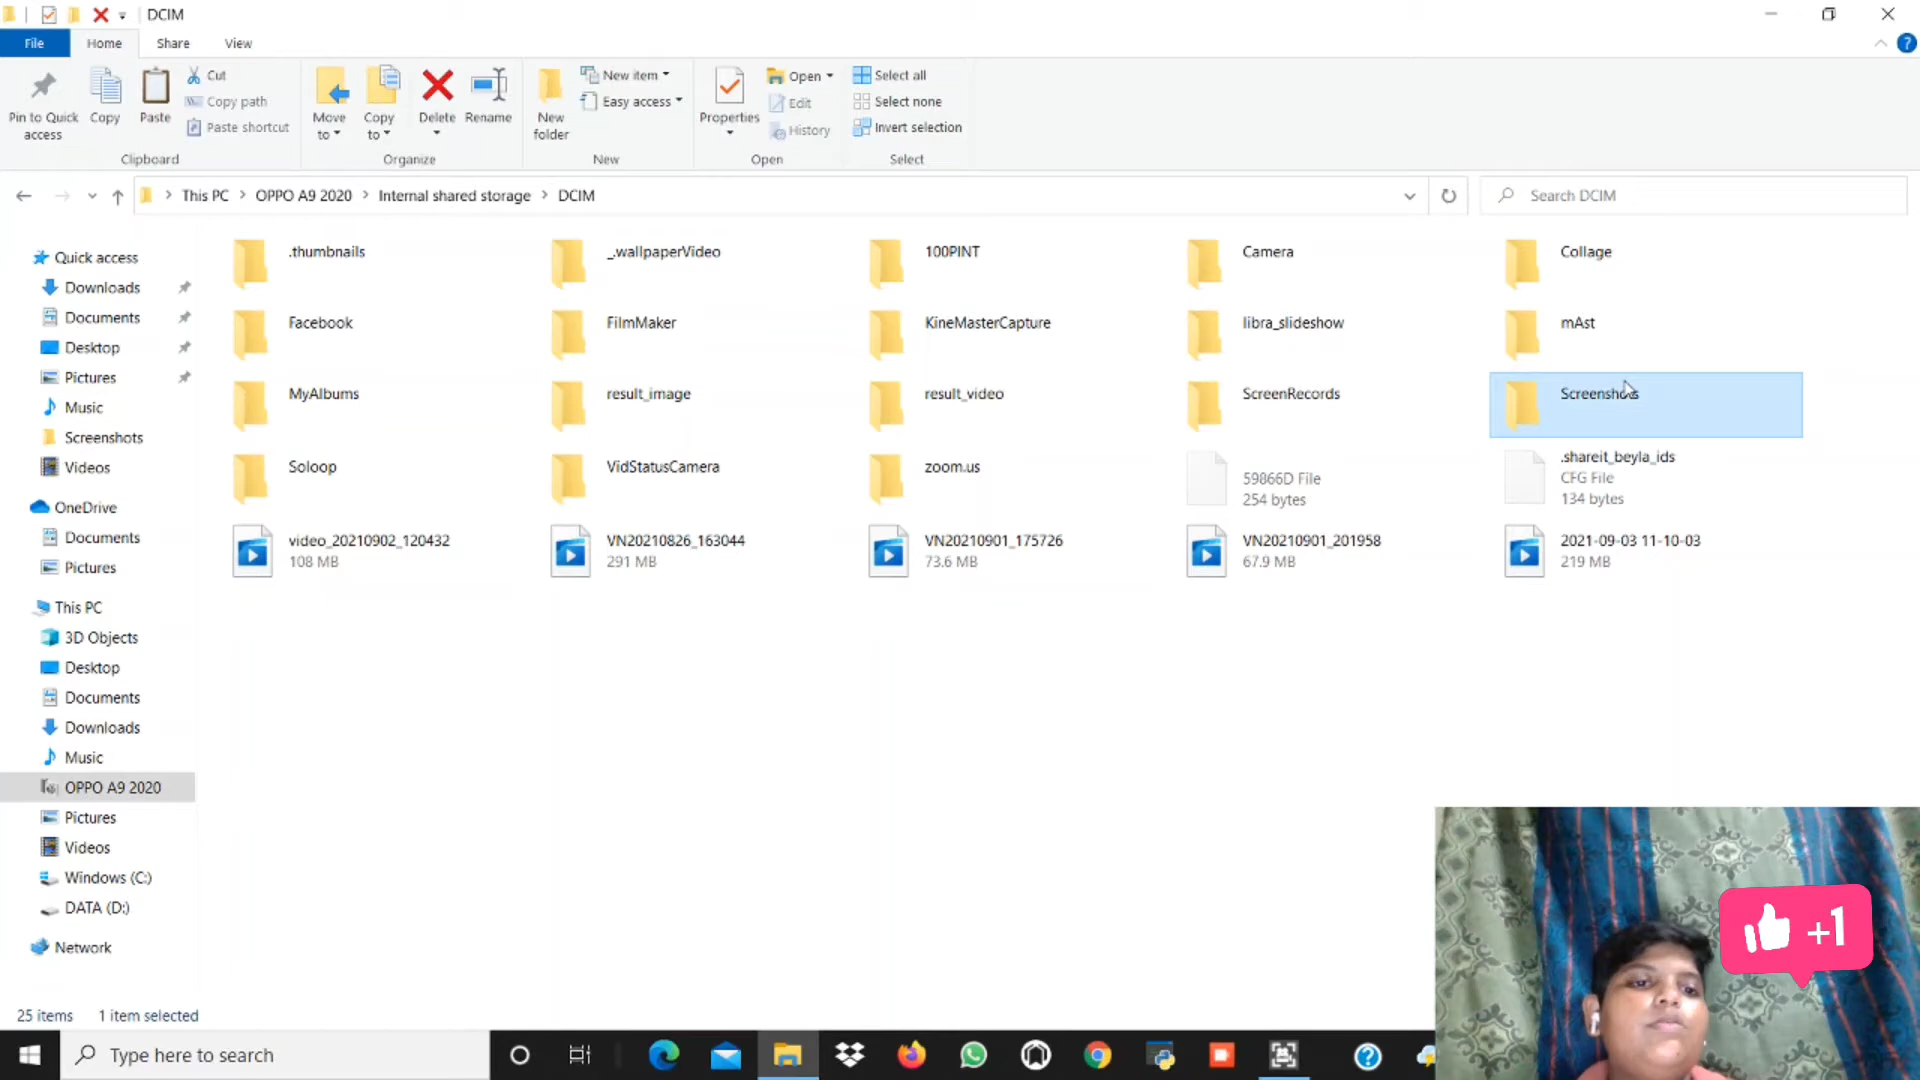 DCIM
File Home Share View
Pin to Quick access
Copy
Paste
Cut
Copy path
Paste shortcut
Clipboard
Move to
Copy to
Delete
Rename
Organize
New folder
New item
Easy access
New
Properties
Open
Edit
History
Open
Select all
Select none
Invert selection
Select
This PC > OPPO A9 2020 > Internal shared storage > DCIM
Search DCIM
Quick access
Downloads
Documents
Desktop
Pictures
Music
Screenshots
Videos
OneDrive
Documents
Pictures
This PC
3D Objects
Desktop
Documents
Downloads
Music
OPPO A9 2020
Pictures
Videos
Windows (C:)
DATA (D:)
Network
.thumbnails
_.wallpaperVideo
100PINT
Camera
Collage
Facebook
FilmMaker
KineMasterCapture
libra_slideshow
mAst
MyAlbums
result_image
result_video
ScreenRecords
Screenshots
Soloop
VidStatusCamera
zoom.us
59866D File
254 bytes
.shareit_beyla_ids
CFG File
134 bytes
video_20210902_120432
108 MB
VN20210826_163044
291 MB
VN20210901_175726
73.6 MB
VN20210901_201958
67.9 MB
2021-09-03 11-10-03
219 MB
+1
25 items 1 item selected
Type here to search